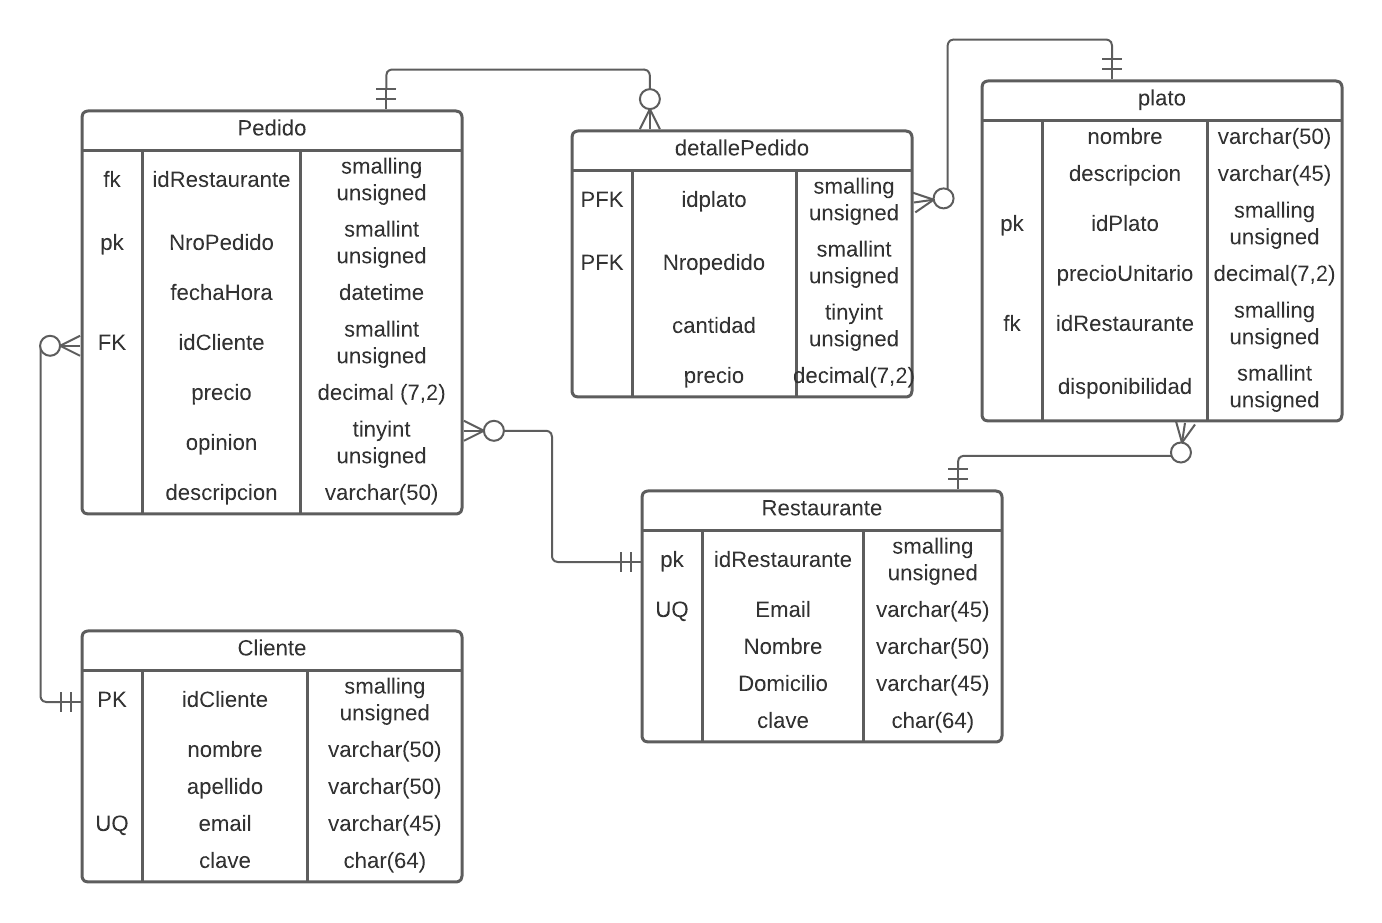 Pedido
fk idRestaurante smalling
unsigned
pk NroPedido smallint
unsigned
fechaHora datetime
FK idCliente smallint
unsigned
precio decimal (7,2)
opinion tinyint
unsigned
descripcion varchar(50)
detallePedido
PFK idplato smalling
unsigned
PFK Nropedido smallint
unsigned
cantidad tinyint
unsigned
precio decimal(7,2)
plato
nombre varchar(50)
descripcion varchar(45)
pk idPlato smalling
unsigned
precioUnitario decimal(7,2)
fk idRestaurante smalling
unsigned
disponibilidad smallint
unsigned
Restaurante
pk idRestaurante smalling
unsigned
UQ Email varchar(45)
Nombre varchar(50)
Domicilio varchar(45)
clave char(64)
Cliente
PK idCliente smalling
unsigned
nombre varchar(50)
apellido varchar(50)
UQ email varchar(45)
clave char(64)